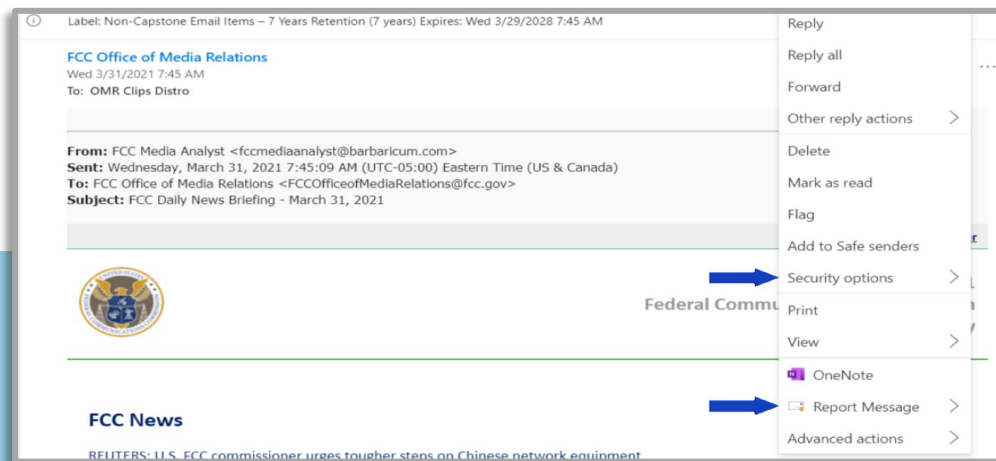 Label: Non-Capstone Email Items – 7 Years Retention (7 years) Expires: Wed 3/29/2028 7:45 AM
FCC Office of Media Relations
Wed 3/31/2021 7:45 AM
To: OMR Clips Distro
From: FCC Media Analyst <fccmediaanalyst@barbaricum.com>
Sent: Wednesday, March 31, 2021 7:45:09 AM (UTC-05:00) Eastern Time (US & Canada)
To: FCC Office of Media Relations <FCCOfficeofMediaRelations@fcc.gov>
Subject: FCC Daily News Briefing - March 31, 2021
Federal Commu
FCC News
REUTERS: U.S. FCC commissioner urges tougher steps on Chinese network equipment
Reply
Reply all
Forward
Other reply actions
Delete
Mark as read
Flag
Add to Safe senders
Security options
Print
View
OneNote
Report Message
Advanced actions